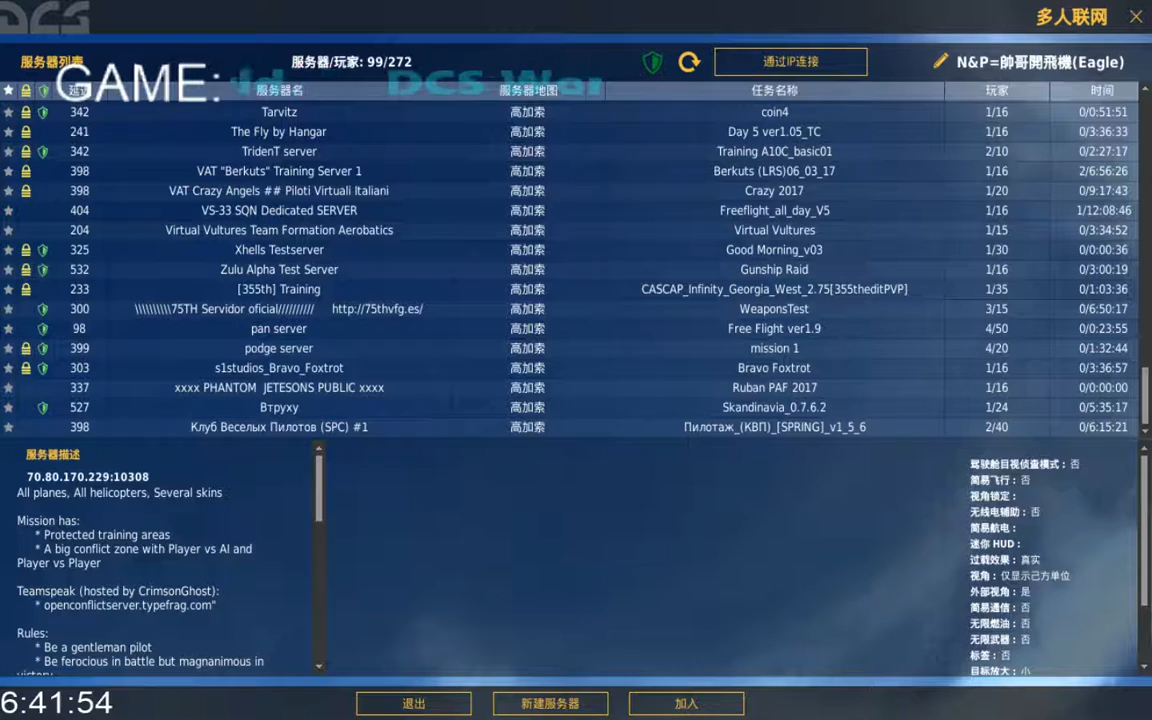 DCS
多人联网
服务器列表
服务器/玩家: 99/272
通过IP连接
N&P=帥哥開飛機(Eagle)
GAME:
DCS Wor
服务器名 服务器地图 任务名称 玩家 时间
342 Tarvitz 高加索 coin4 1/16 0/0:51:51
241 The Fly by Hangar 高加索 Day 5 ver1.05_TC 1/16 0/3:36:33
342 TridenT server 高加索 Training A10C_basic01 2/10 0/2:27:17
398 VAT "Berkuts" Training Server 1 高加索 Berkuts (LRS)06_03_17 1/16 2/6:56:26
398 VAT Crazy Angels ## Piloti Virtuali Italiani 高加索 Crazy 2017 1/20 0/9:17:43
404 VS-33 SQN Dedicated SERVER 高加索 Freeflight_all_day_V5 1/16 1/12:08:46
204 Virtual Vultures Team Formation Aerobatics 高加索 Virtual Vultures 1/15 0/3:34:52
325 Xhells Testserver 高加索 Good Morning_v03 1/30 0/0:00:36
532 Zulu Alpha Test Server 高加索 Gunship Raid 1/16 0/3:00:19
233 [355th] Training 高加索 CASCAP_Infinity_Georgia_West_2.75[355theditPVP] 1/35 0/1:03:36
300 \\\\\\\\\\75TH Servidor oficial////////// http://75thvfg.es/ 高加索 WeaponsTest 3/15 0/6:50:17
98 pan server 高加索 Free Flight ver1.9 4/50 0/0:23:55
399 podge server 高加索 mission 1 4/20 0/1:32:44
303 s1studios_Bravo_Foxtrot 高加索 Bravo Foxtrot 1/16 0/3:36:57
337 xxxx PHANTOM JETESONS PUBLIC xxxx 高加索 Ruban PAF 2017 1/16 0/0:00:00
527 Втруху 高加索 Skandinavia_0.7.6.2 1/24 0/5:35:17
398 Клуб Веселых Пилотов (SPC) #1 高加索 Пилотаж_(КВП)_[SPRING]_v1_5_6 2/40 0/6:15:21
服务器描述
70.80.170.229:10308
All planes, All helicopters, Several skins
Mission has:
* Protected training areas
* A big conflict zone with Player vs AI and
Player vs Player
Teamspeak (hosted by CrimsonGhost):
* openconflictserver.typefrag.com"
Rules:
* Be a gentleman pilot
* Be ferocious in battle but magnanimous in
victory
驾驶舱目视侦查模式：否
简易飞行：否
视角锁定：
无线电辅助：否
简易航电：
迷你 HUD：
过载效果：真实
视角：仅显示己方单位
外部视角：是
简易通信：否
无限燃油：否
无限武器：否
标签：否
目标放大：小
6:41:54
退出
新建服务器
加入